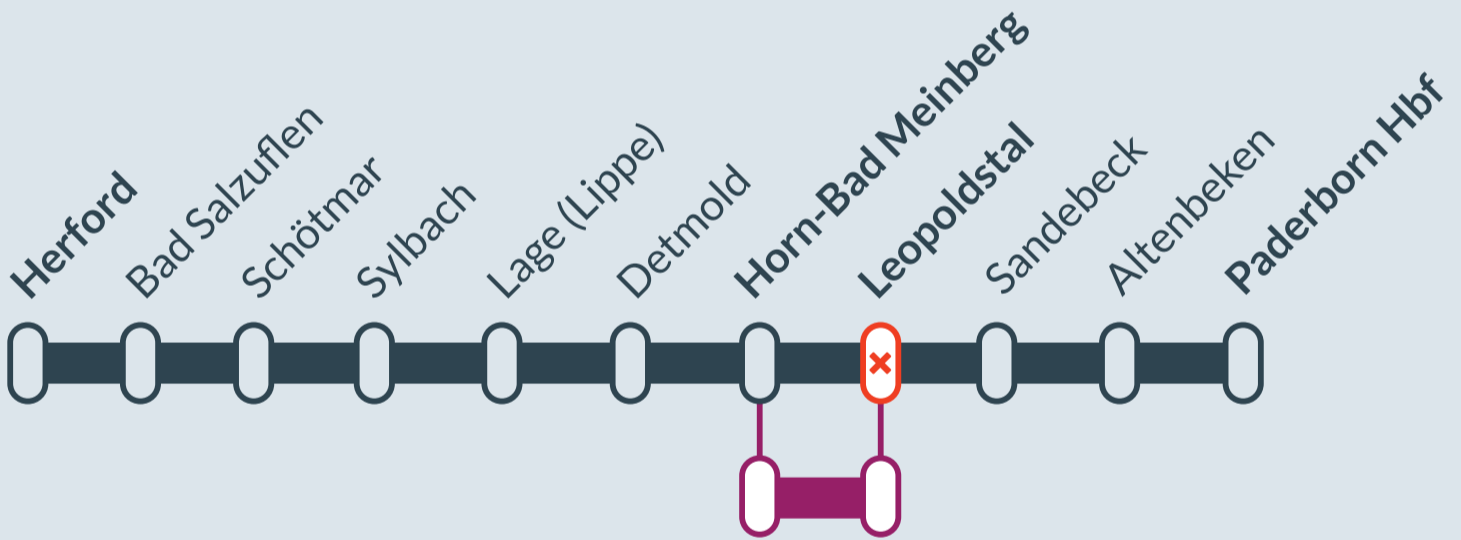 Herford
Bad Salzuflen
Schötmar
Sylbach
Lage (Lippe)
Detmold
Horn-Bad Meinberg
Leopoldstal
Sandebeck
Altenbeken
Paderborn Hbf